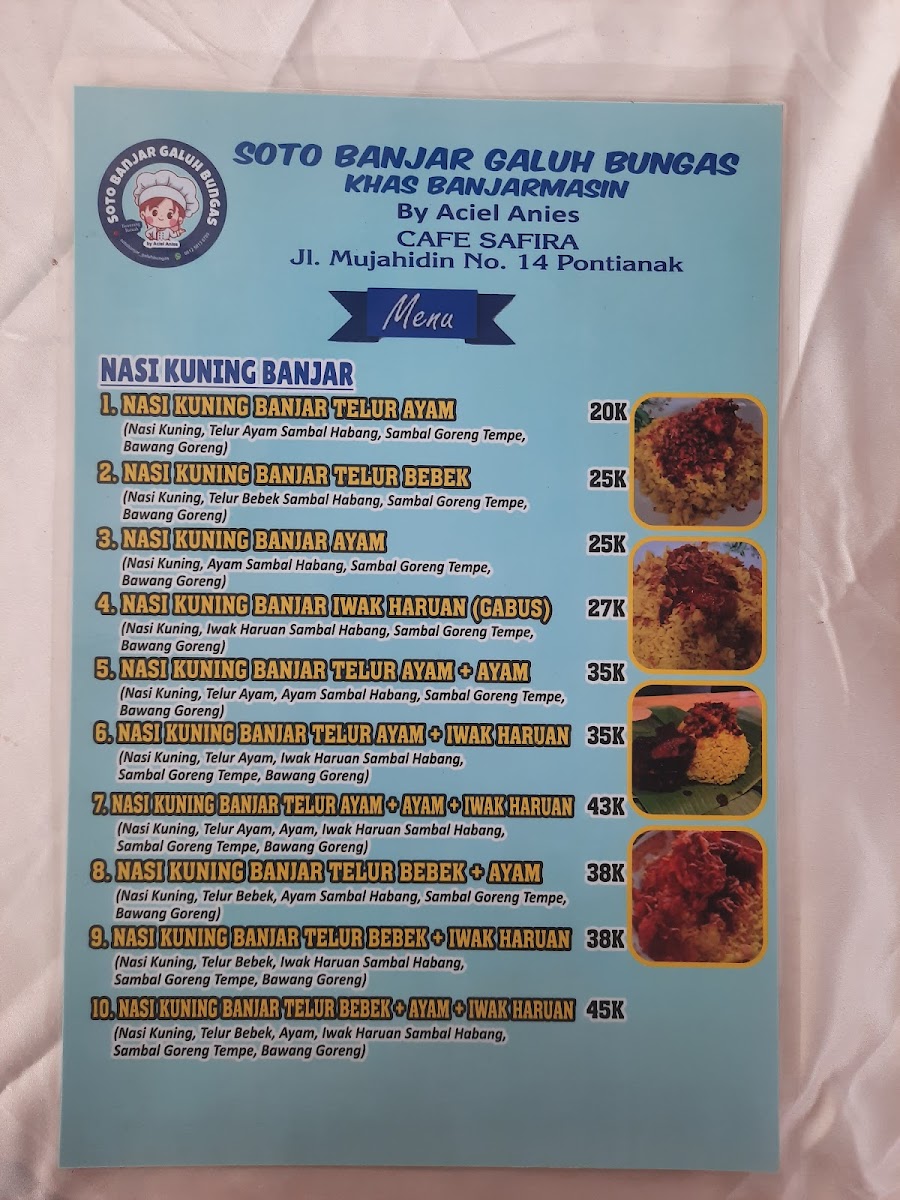 SOTO BANJAR GALUH BUNGAS
by Aciel Anies
SOTO BANJAR GALUH BUNGAS
KHAS BANJARMASIN
By Aciel Anies
CAFE SAFIRA
Jl. Mujahidin No. 14 Pontianak
Menu
NASI KUNING BANJAR
1. NASI KUNING BANJAR TELUR AYAM 20K
(Nasi Kuning, Telur Ayam Sambal Habang, Sambal Goreng Tempe,
Bawang Goreng)
2. NASI KUNING BANJAR TELUR BEBEK 25K
(Nasi Kuning, Telur Bebek Sambal Habang, Sambal Goreng Tempe,
Bawang Goreng)
3. NASI KUNING BANJAR AYAM 25K
(Nasi Kuning, Ayam Sambal Habang, Sambal Goreng Tempe,
Bawang Goreng)
4. NASI KUNING BANJAR IWAK HARUAN (GABUS) 27K
(Nasi Kuning, Iwak Haruan Sambal Habang, Sambal Goreng Tempe,
Bawang Goreng)
5. NASI KUNING BANJAR TELUR AYAM + AYAM 35K
(Nasi Kuning, Telur Ayam, Ayam Sambal Habang, Sambal Goreng Tempe,
Bawang Goreng)
6. NASI KUNING BANJAR TELUR AYAM + IWAK HARUAN 35K
(Nasi Kuning, Telur Ayam, Iwak Haruan Sambal Habang,
Sambal Goreng Tempe, Bawang Goreng)
7. NASI KUNING BANJAR TELUR AYAM + AYAM + IWAK HARUAN 43K
(Nasi Kuning, Telur Ayam, Ayam, Iwak Haruan Sambal Habang,
Sambal Goreng Tempe, Bawang Goreng)
8. NASI KUNING BANJAR TELUR BEBEK + AYAM 38K
(Nasi Kuning, Telur Bebek, Ayam Sambal Habang, Sambal Goreng Tempe,
Bawang Goreng)
9. NASI KUNING BANJAR TELUR BEBEK + IWAK HARUAN 38K
(Nasi Kuning, Telur Bebek, Iwak Haruan Sambal Habang,
Sambal Goreng Tempe, Bawang Goreng)
10. NASI KUNING BANJAR TELUR BEBEK + AYAM + IWAK HARUAN 45K
(Nasi Kuning, Telur Bebek, Ayam, Iwak Haruan Sambal Habang,
Sambal Goreng Tempe, Bawang Goreng)